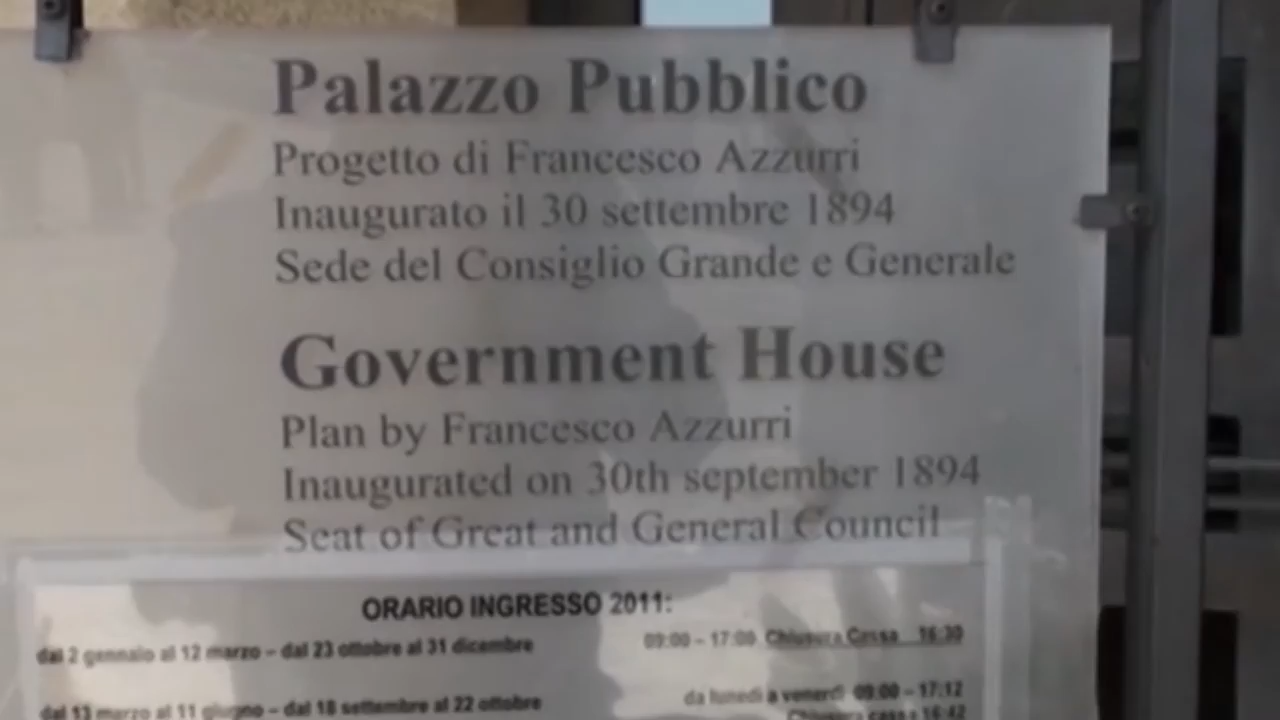 Palazzo Pubblico
Progetto di Francesco Azzurri
Inaugurato il 30 settembre 1894
Sede del Consiglio Grande e Generale
Government House
Plan by Francesco Azzurri
Inaugurated on 30th september 1894
Seat of Great and General Council
ORARIO INGRESSO 2011:
dal 2 gennaio al 12 marzo – dal 23 ottobre al 31 dicembre 09:00 – 17:00 Chiusura Cassa 16:30
dal 13 marzo al 11 giugno – dal 18 settembre al 22 ottobre da lunedì a venerdì 09:00 – 17:12
Chiusura cassa 16:42